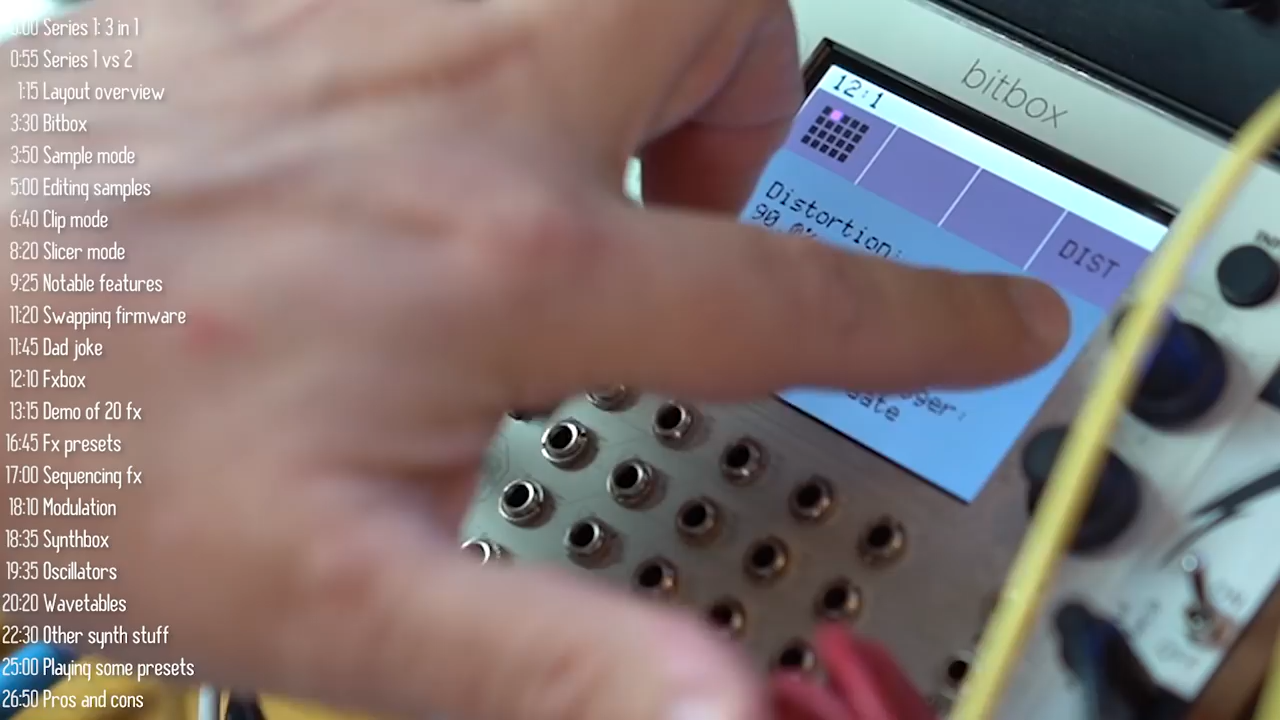 0:00 Series 1: 3 in 1
0:55 Series 1 vs 2
1:15 Layout overview
3:30 Bitbox
3:50 Sample mode
5:00 Editing samples
6:40 Clip mode
8:20 Slicer mode
9:25 Notable features
11:20 Swapping firmware
11:45 Dad joke
12:10 Fxbox
13:15 Demo of 20 fx
16:45 Fx presets
17:00 Sequencing fx
18:10 Modulation
18:35 Synthbox
19:35 Oscillators
20:20 Wavetables
22:30 Other synth stuff
25:00 Playing some presets
26:50 Pros and cons
bitbox
12:1
DIST
Distortion: